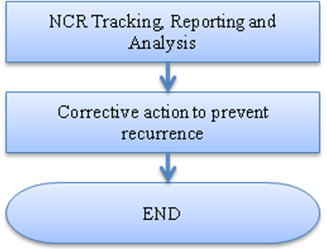 NCR Tracking, Reporting and
Analysis
Corrective action to prevent
recurrence
END